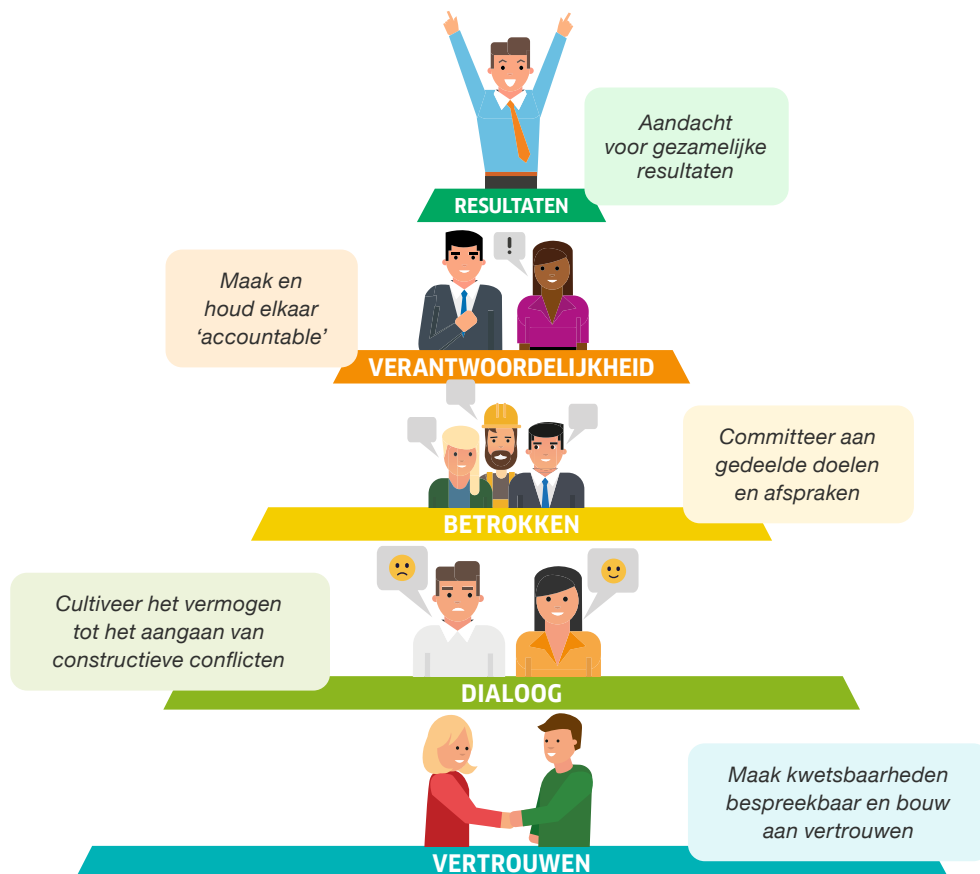 Aandacht
voor gezamelijke
resultaten
RESULTATEN
!
Maak en
houd elkaar
‘accountable’
VERANTWOORDELIJKHEID
Committeer aan
gedeelde doelen
en afspraken
BETROKKEN
Cultiveer het vermogen
tot het aangaan van
constructieve conflicten
DIALOOG
Maak kwetsbaarheden
bespreekbaar en bouw
aan vertrouwen
VERTROUWEN